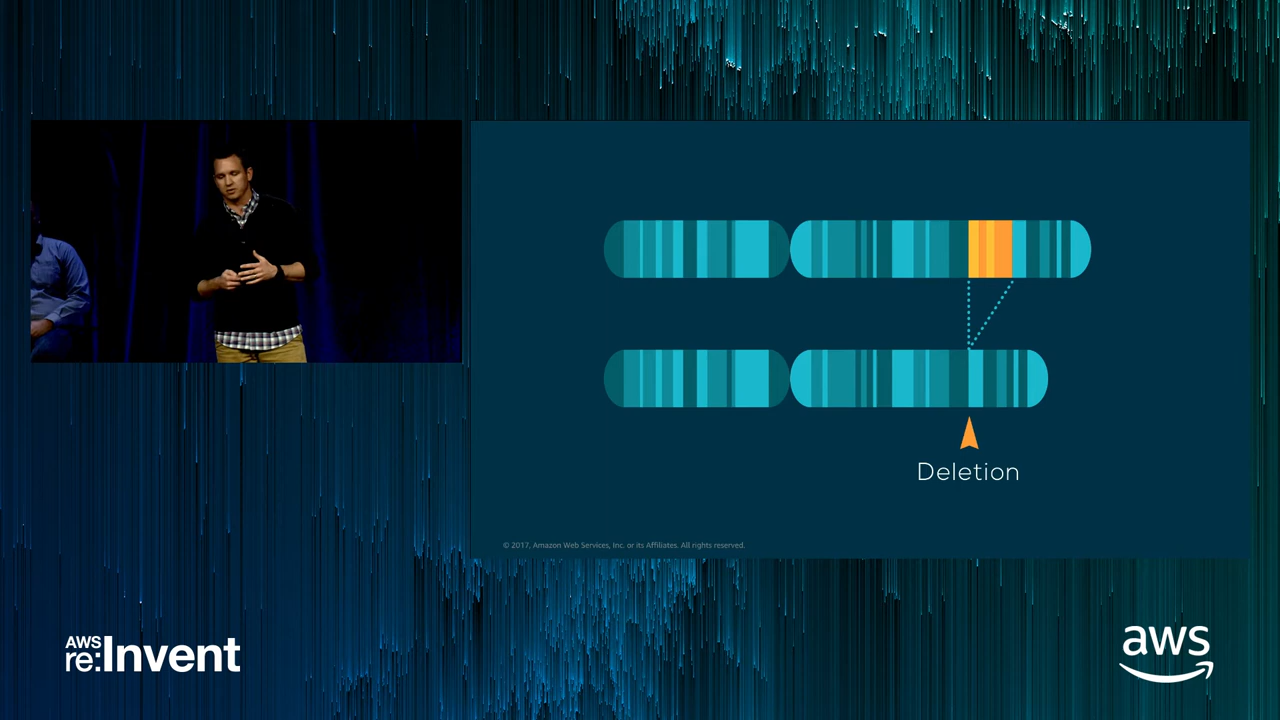 Deletion
© 2017, Amazon Web Services, Inc. or its Affiliates. All rights reserved.
AWS
re:Invent
aws